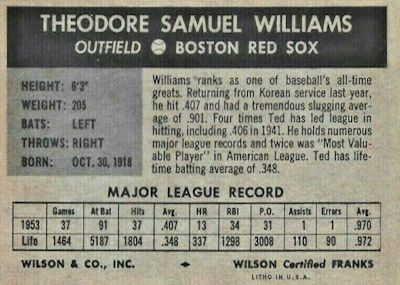 THEODORE SAMUEL WILLIAMS
OUTFIELD BOSTON RED SOX
HEIGHT: 6'3"
WEIGHT: 205
BATS: LEFT
THROWS: RIGHT
BORN: OCT. 30, 1918
Williams ranks as one of baseball's all-time
greats. Returning from Korean service last year,
he hit .407 and had a tremendous slugging aver-
age of .901. Four times Ted has led league in
hitting, including .406 in 1941. He holds numerous
major league records and twice was "Most Valu-
able Player" in American League. Ted has life-
time batting average of .348.
MAJOR LEAGUE RECORD
Games At Bat Hits Avg. HR RBI P.O. Assists Errors Avg.
1953 37 91 37 .407 13 34 31 1 1 .970
Life 1464 5187 1804 .348 337 1298 3008 110 90 .972
WILSON & CO., INC. WILSON Certified FRANKS
LITHO IN U.S.A.